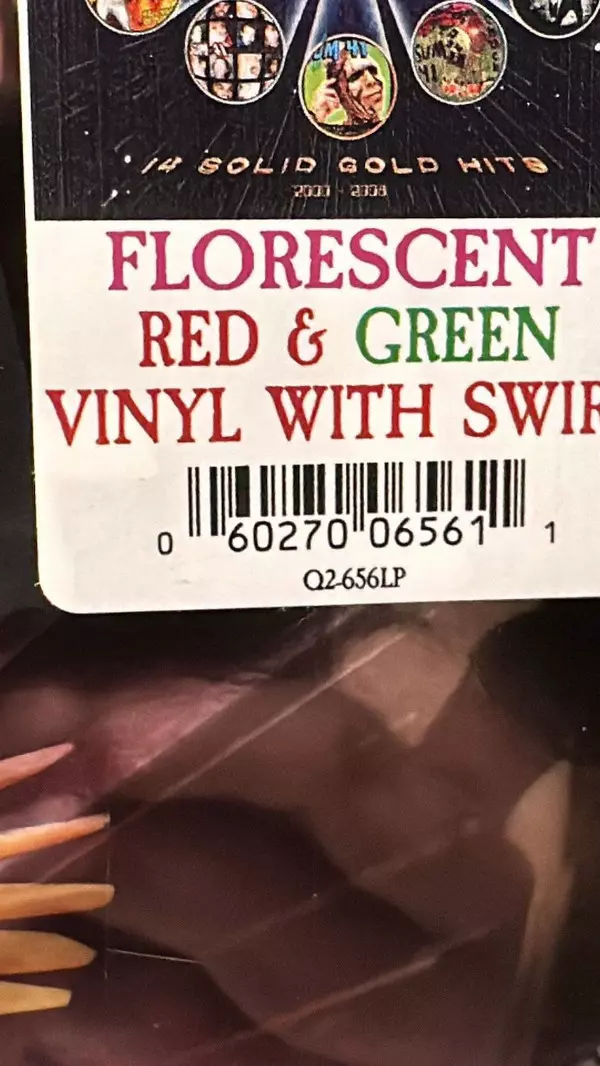 14 SOLID GOLD HITS
2000 - 2008
FLORESCENT
RED & GREEN
VINYL WITH SWIR
0 60270 06561 1
Q2-656LP